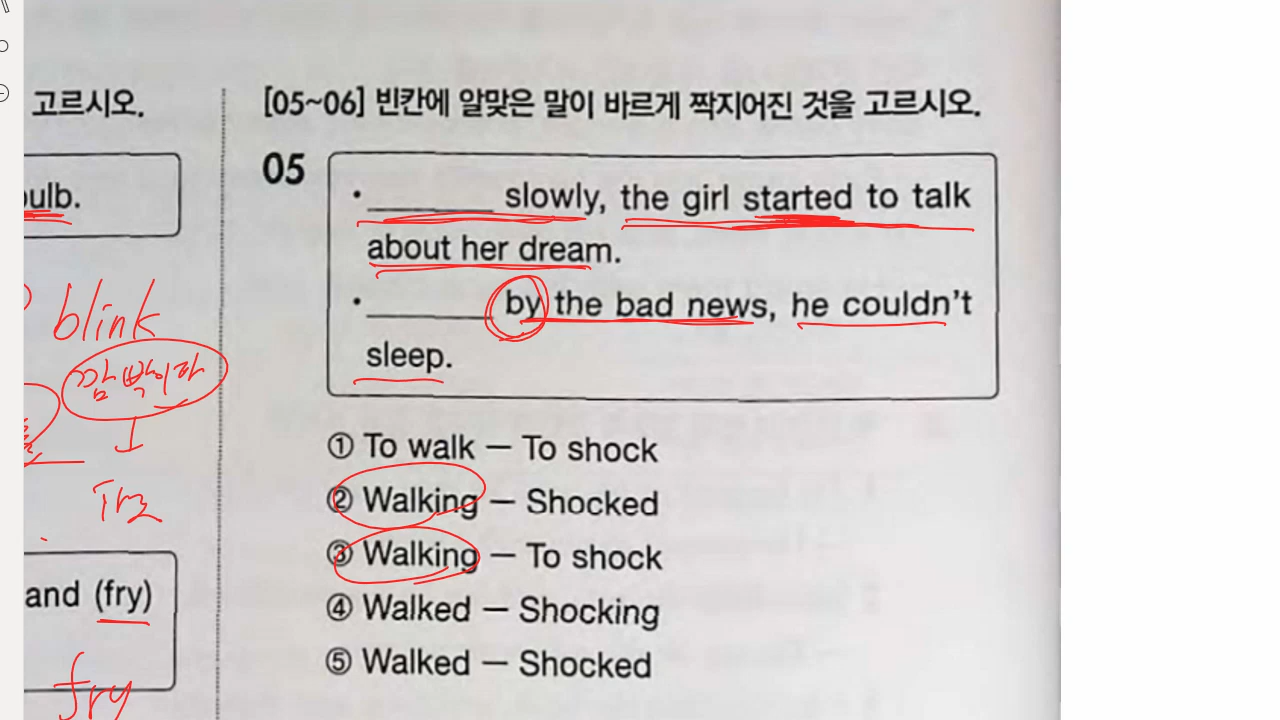 고르시오.
ulb.
blink
깜빡이다
and (fry)
fry
[05~06] 빈칸에 알맞은 말이 바르게 짝지어진 것을 고르시오.
05
• ________ slowly, the girl started to talk
about her dream.
• ________ by the bad news, he couldn't
sleep.
① To walk — To shock
② Walking — Shocked
③ Walking — To shock
④ Walked — Shocking
⑤ Walked — Shocked